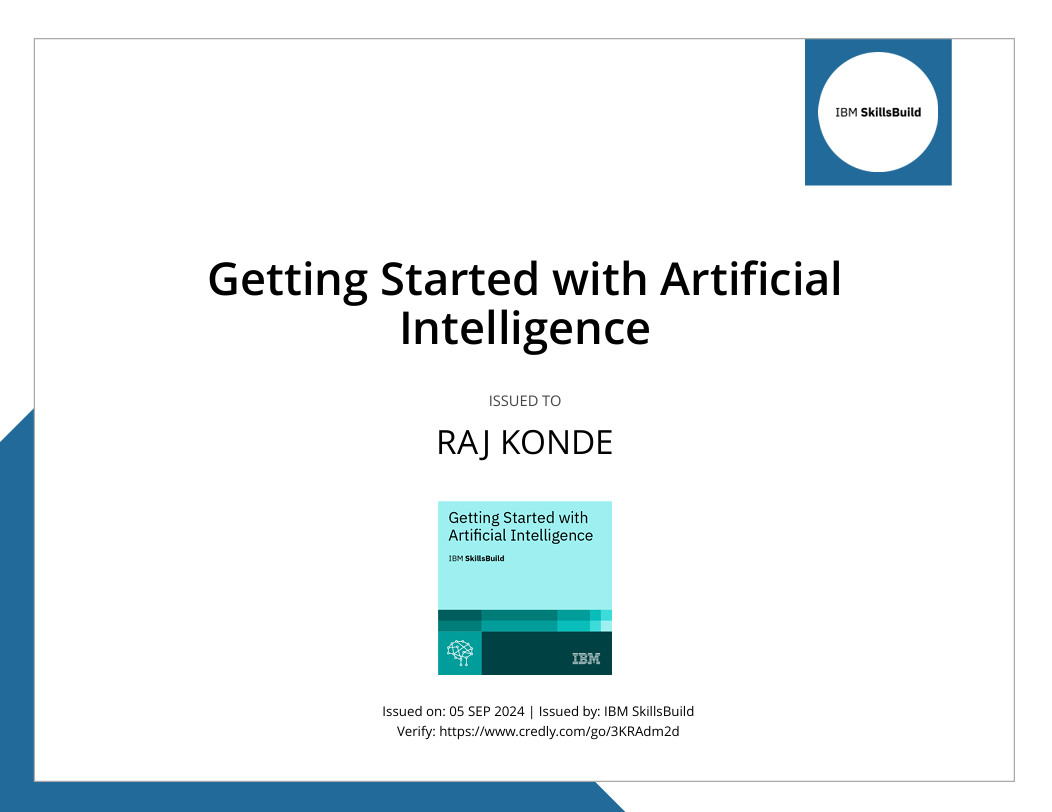 IBM SkillsBuild
Getting Started with Artificial
Intelligence
ISSUED TO
RAJ KONDE
Getting Started with
Artificial Intelligence
IBM SkillsBuild
IBM
Issued on: 05 SEP 2024 | Issued by: IBM SkillsBuild
Verify: https://www.credly.com/go/3KRAdm2d